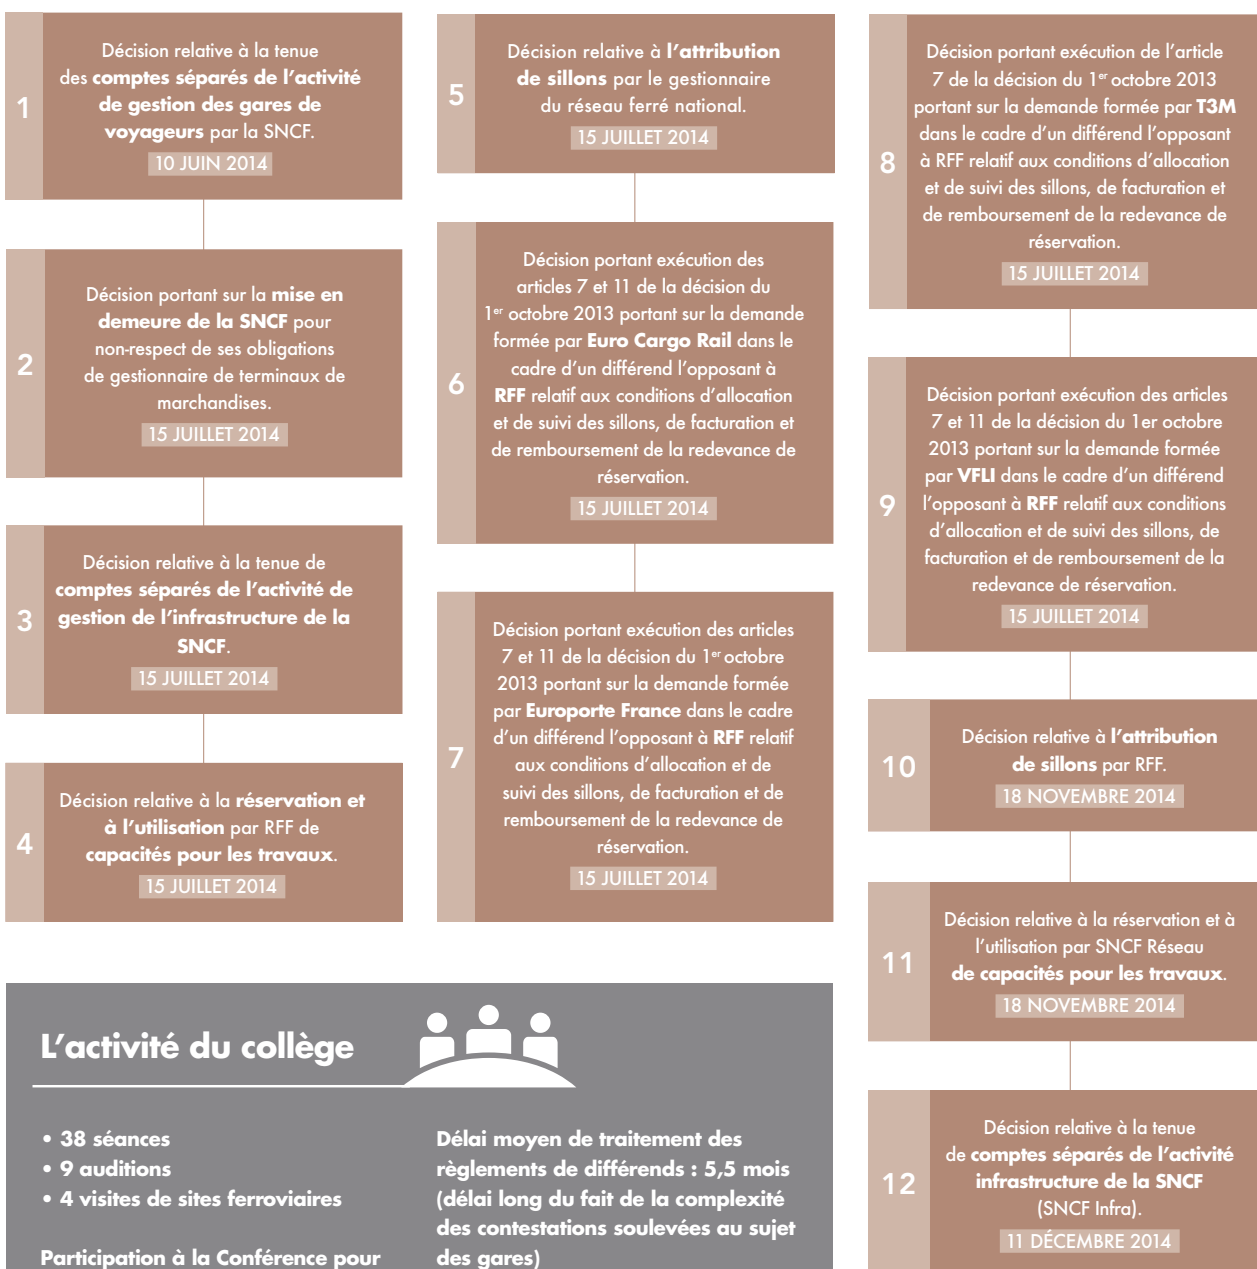 1
Décision relative à la tenue
des comptes séparés de l'activité
de gestion des gares de
voyageurs par la SNCF.
10 JUIN 2014
2
Décision portant sur la mise en
demeure de la SNCF pour
non-respect de ses obligations
de gestionnaire de terminaux de
marchandises.
15 JUILLET 2014
3
Décision relative à la tenue de
comptes séparés de l'activité de
gestion de l'infrastructure de la
SNCF.
15 JUILLET 2014
4
Décision relative à la réservation et
à l'utilisation par RFF de
capacités pour les travaux.
15 JUILLET 2014
5
Décision relative à l'attribution
de sillons par le gestionnaire
du réseau ferré national.
15 JUILLET 2014
6
Décision portant exécution des
articles 7 et 11 de la décision du
1er octobre 2013 portant sur la demande
formée par Euro Cargo Rail dans le
cadre d'un différend l'opposant à
RFF relatif aux conditions d'allocation
et de suivi des sillons, de facturation et
de remboursement de la redevance de
réservation.
15 JUILLET 2014
7
Décision portant exécution des articles
7 et 11 de la décision du 1er octobre
2013 portant sur la demande formée
par Europorte France dans le cadre
d'un différend l'opposant à RFF relatif
aux conditions d'allocation et de
suivi des sillons, de facturation et de
remboursement de la redevance de
réservation.
15 JUILLET 2014
8
Décision portant exécution de l'article
7 de la décision du 1er octobre 2013
portant sur la demande formée par T3M
dans le cadre d'un différend l'opposant
à RFF relatif aux conditions d'allocation
et de suivi des sillons, de facturation et
de remboursement de la redevance de
réservation.
15 JUILLET 2014
9
Décision portant exécution des articles
7 et 11 de la décision du 1er octobre
2013 portant sur la demande formée
par VFLI dans le cadre d'un différend
l'opposant à RFF relatif aux conditions
d'allocation et de suivi des sillons, de
facturation et de remboursement de la
redevance de réservation.
15 JUILLET 2014
10
Décision relative à l'attribution
de sillons par RFF.
18 NOVEMBRE 2014
11
Décision relative à la réservation et à
l'utilisation par SNCF Réseau
de capacités pour les travaux.
18 NOVEMBRE 2014
12
Décision relative à la tenue
de comptes séparés de l'activité
infrastructure de la SNCF
(SNCF Infra).
11 DÉCEMBRE 2014
L'activité du collège
• 38 séances
• 9 auditions
• 4 visites de sites ferroviaires
Participation à la Conférence pour
Délai moyen de traitement des
règlements de différends : 5,5 mois
(délai long du fait de la complexité
des contestations soulevées au sujet
des gares)